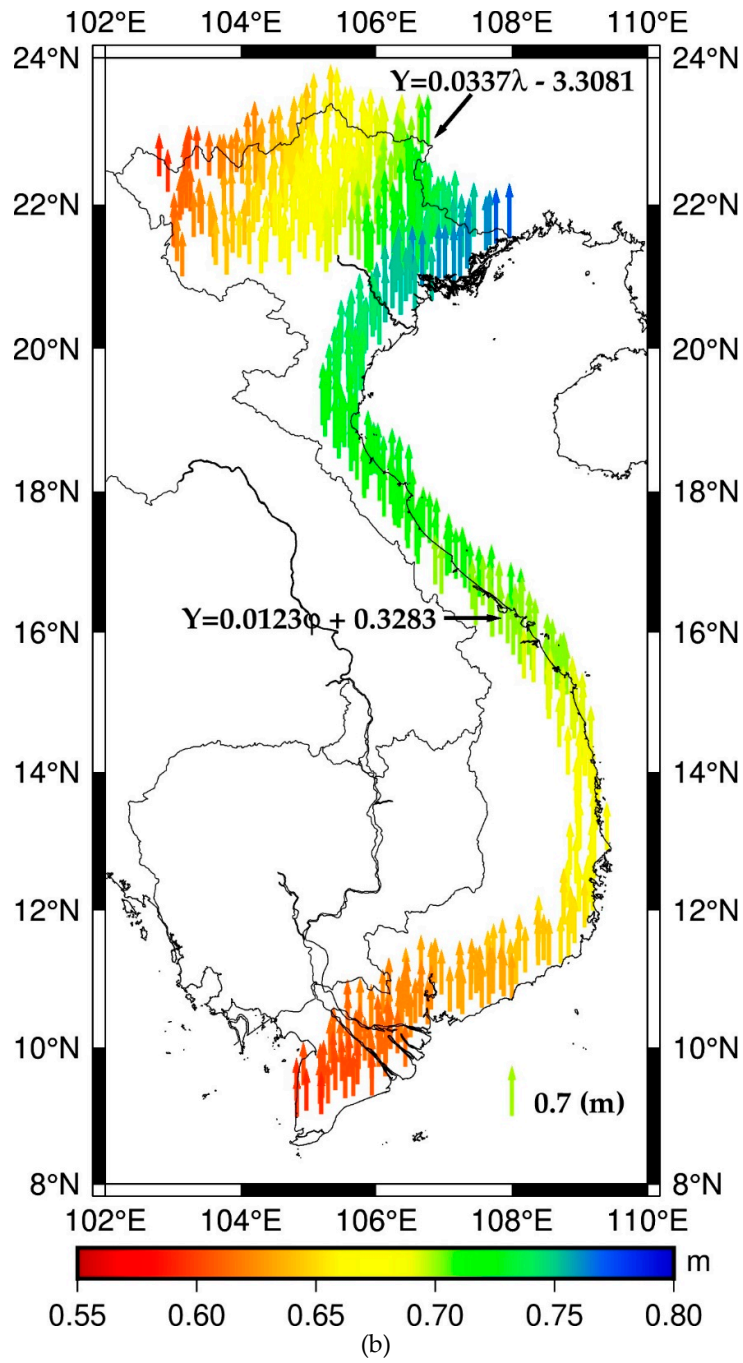 102°E 104°E 106°E 108°E 110°E
24°N 24°N
Y=0.0337λ - 3.3081
22°N 22°N
20°N 20°N
18°N 18°N
Y=0.0123φ + 0.3283
16°N 16°N
14°N 14°N
12°N 12°N
10°N 10°N
0.7 (m)
8°N 8°N
102°E 104°E 106°E 108°E 110°E
m
0.55 0.60 0.65 0.70 0.75 0.80
(b)